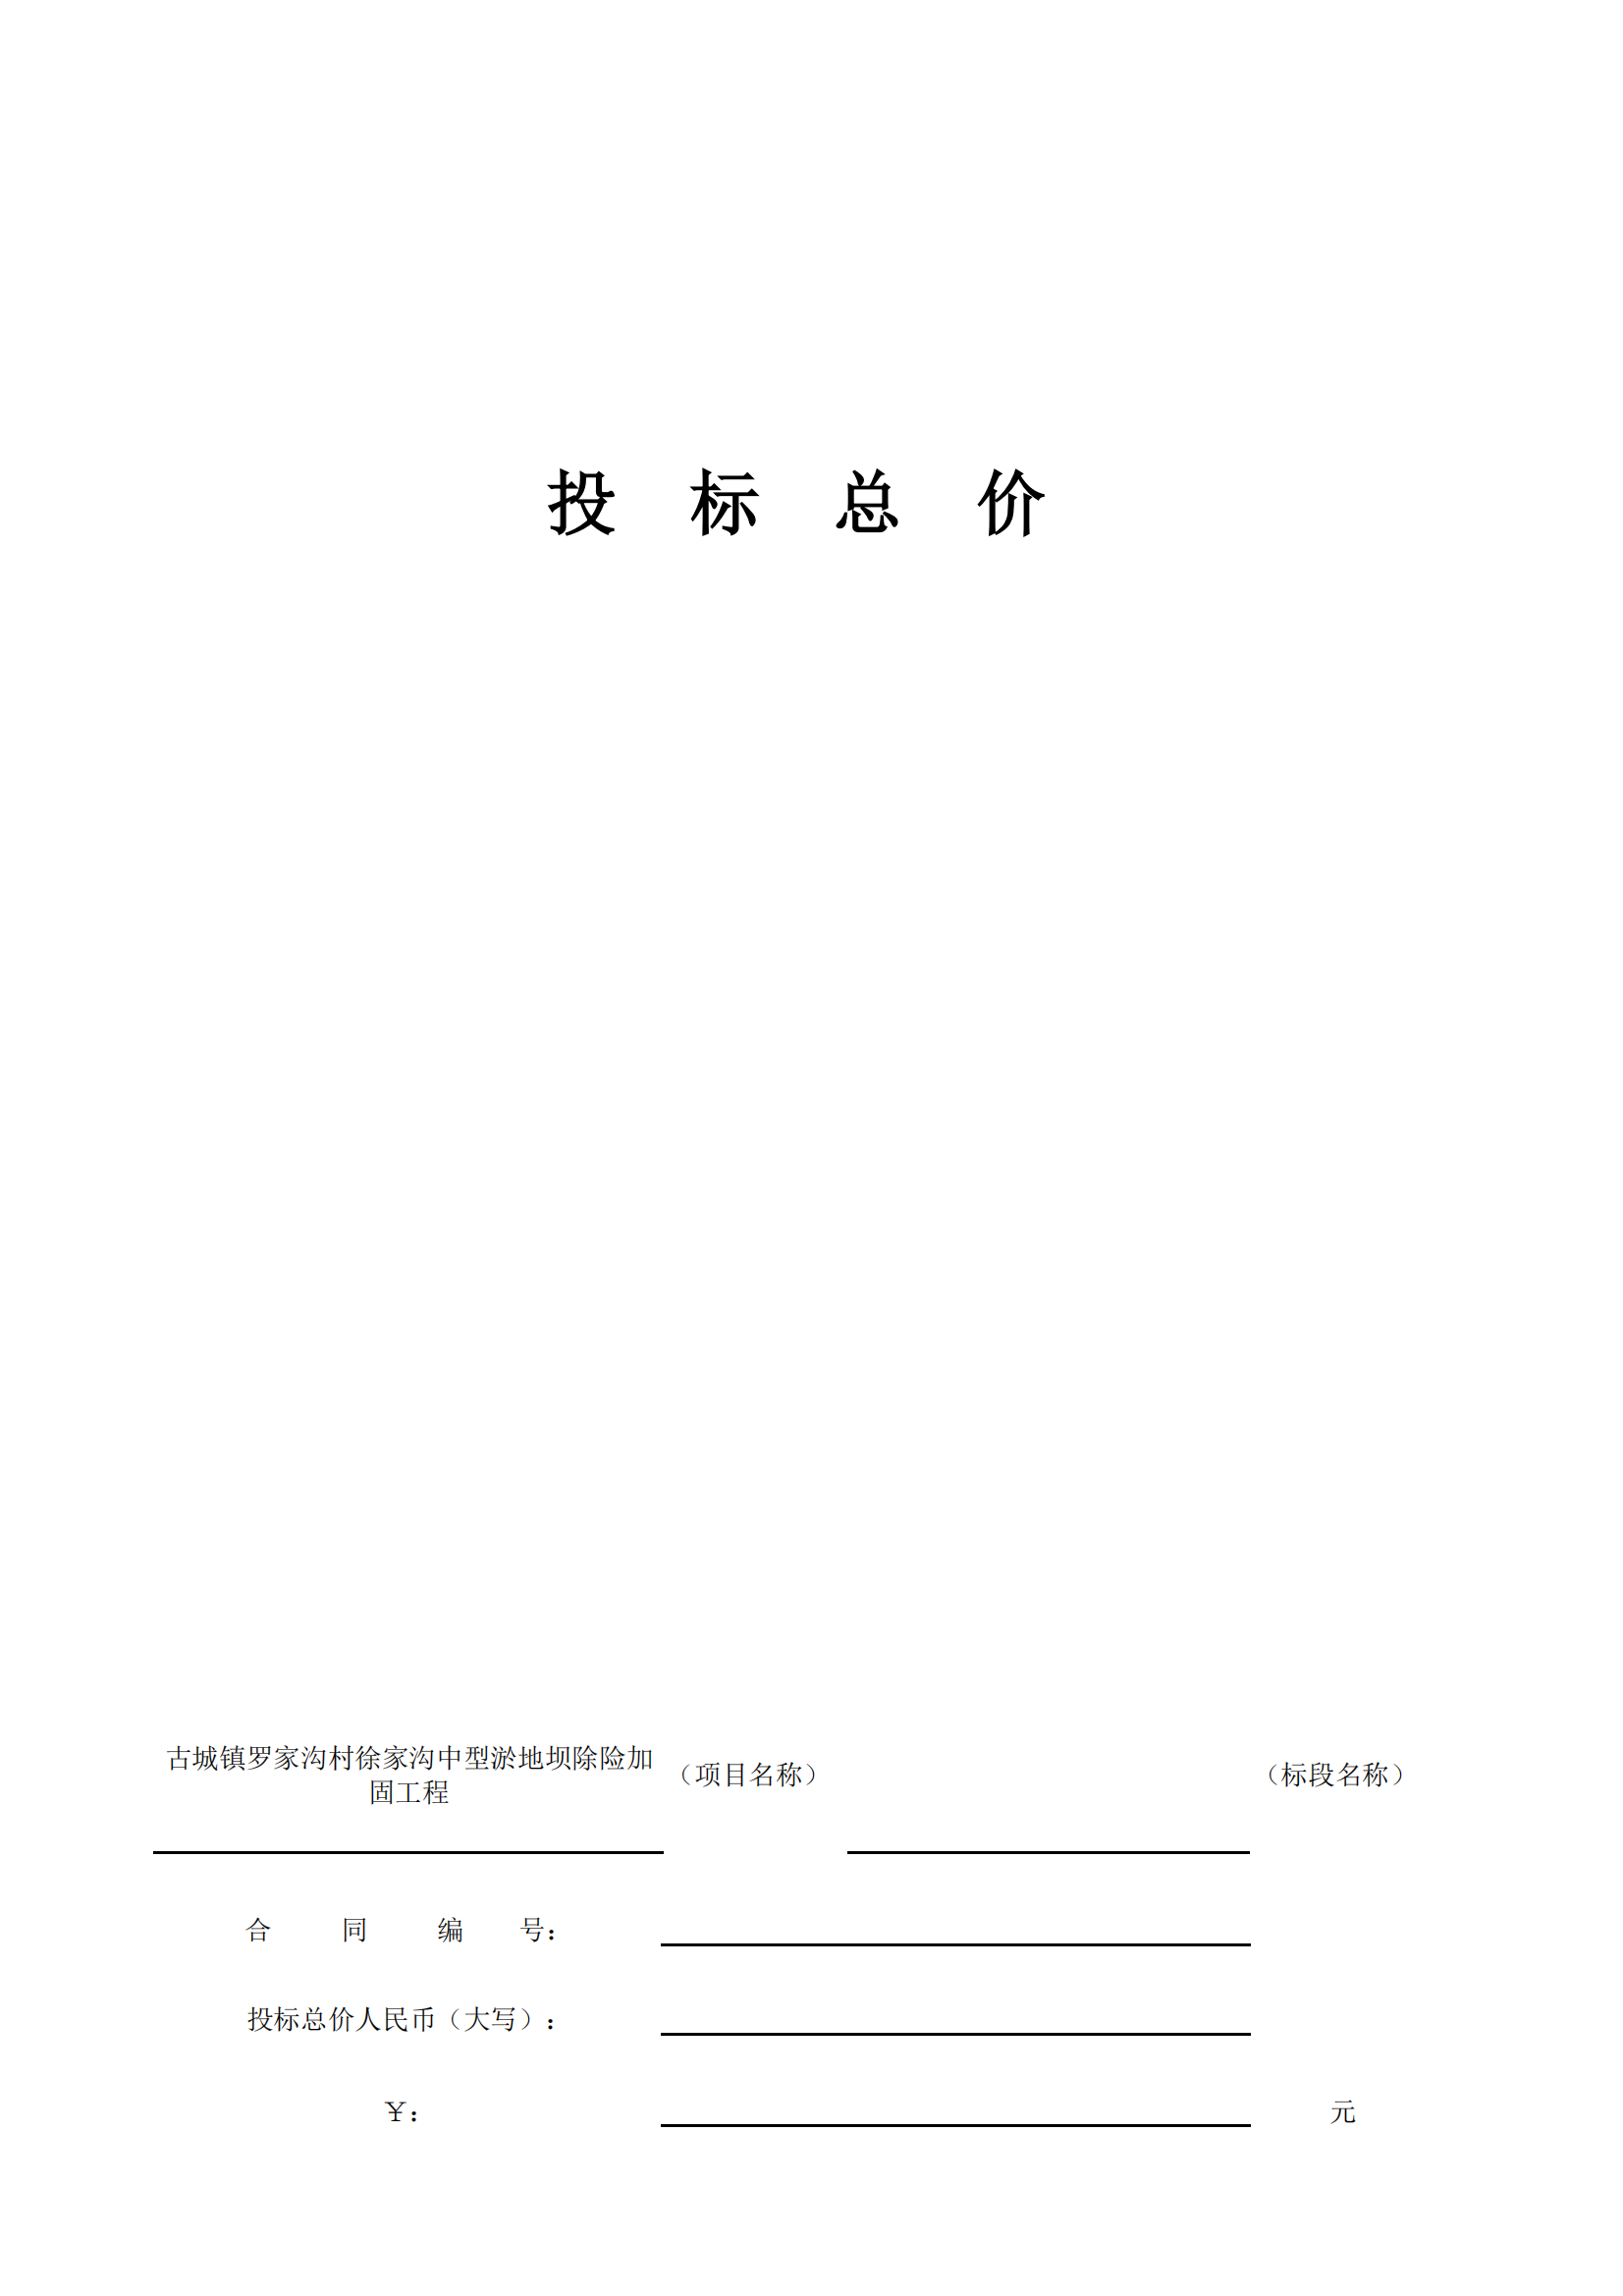 投 标 总 价
古城镇罗家沟村徐家沟中型淤地坝除险加
固工程
（项目名称）
（标段名称）
合 同 编 号：
投标总价人民币（大写）：
￥： 元